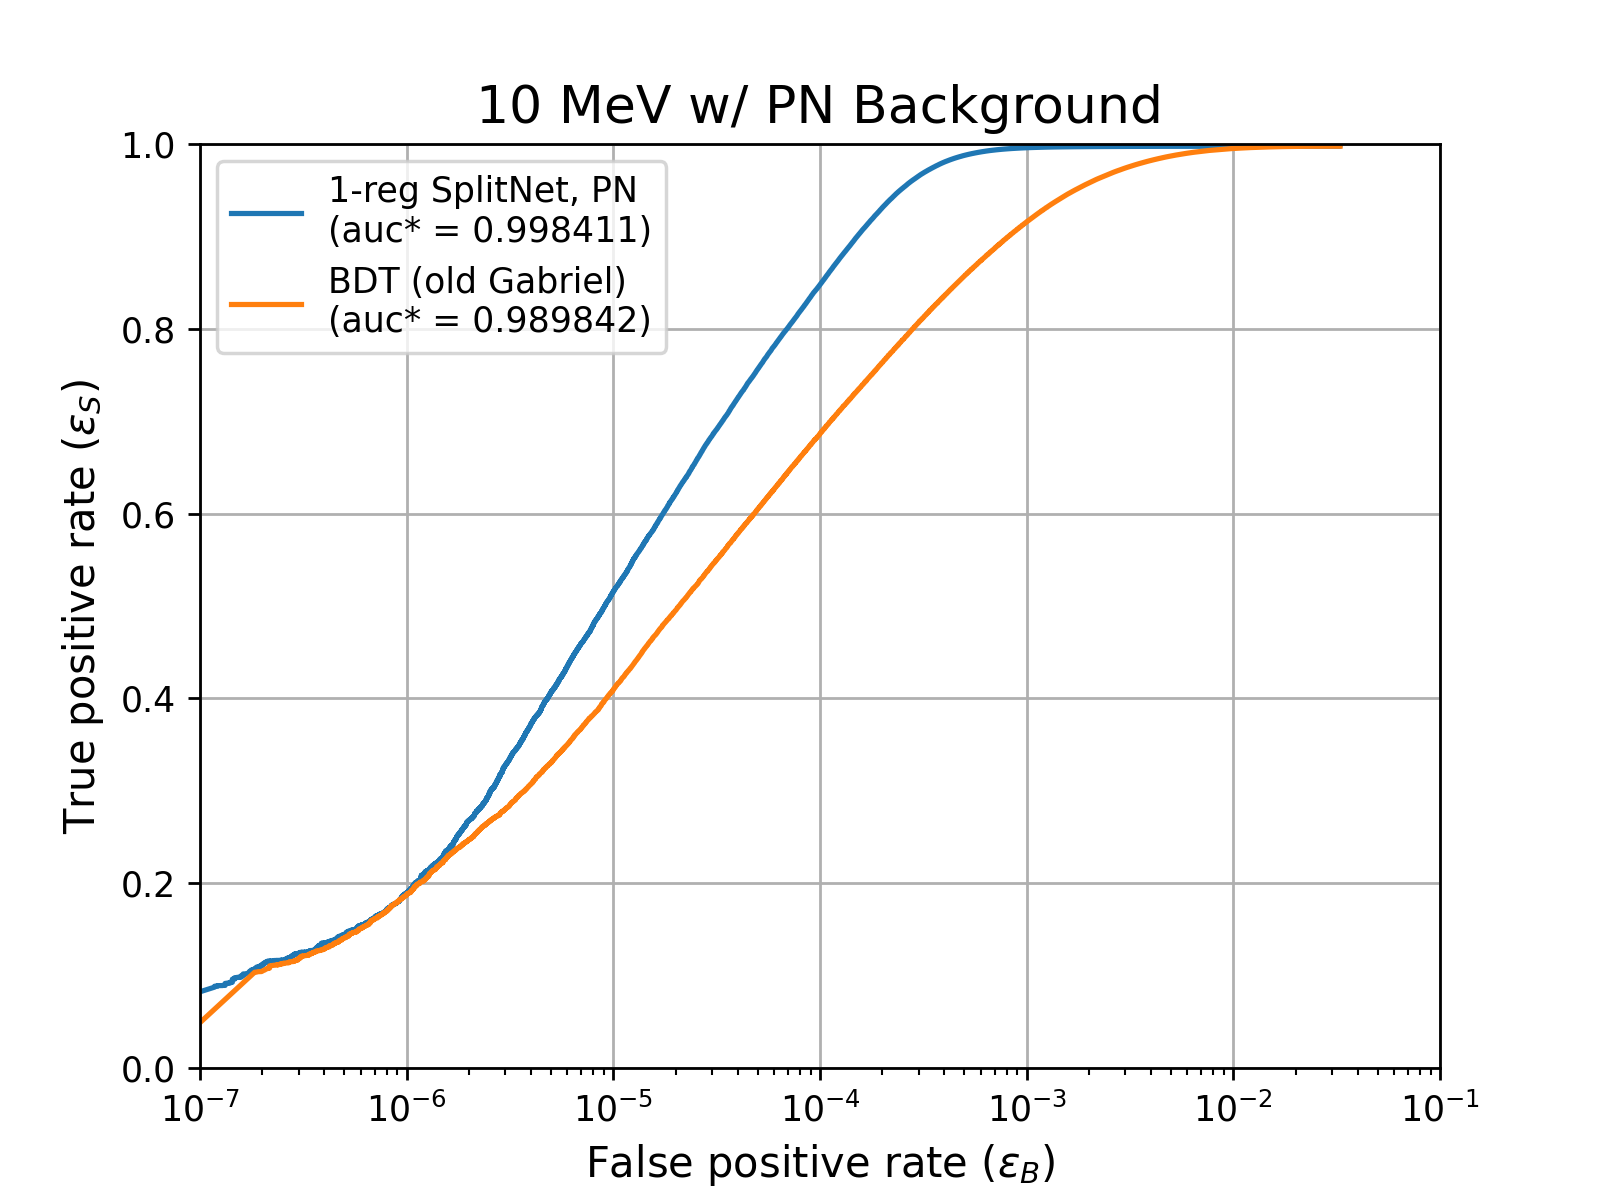 10 MeV w/ PN Background
1-reg SplitNet, PN
(auc* = 0.998411)
BDT (old Gabriel)
(auc* = 0.989842)
True positive rate (ε_S)
1.0
0.8
0.6
0.4
0.2
0.0
10⁻⁷ 10⁻⁶ 10⁻⁵ 10⁻⁴ 10⁻³ 10⁻² 10⁻¹
False positive rate (ε_B)